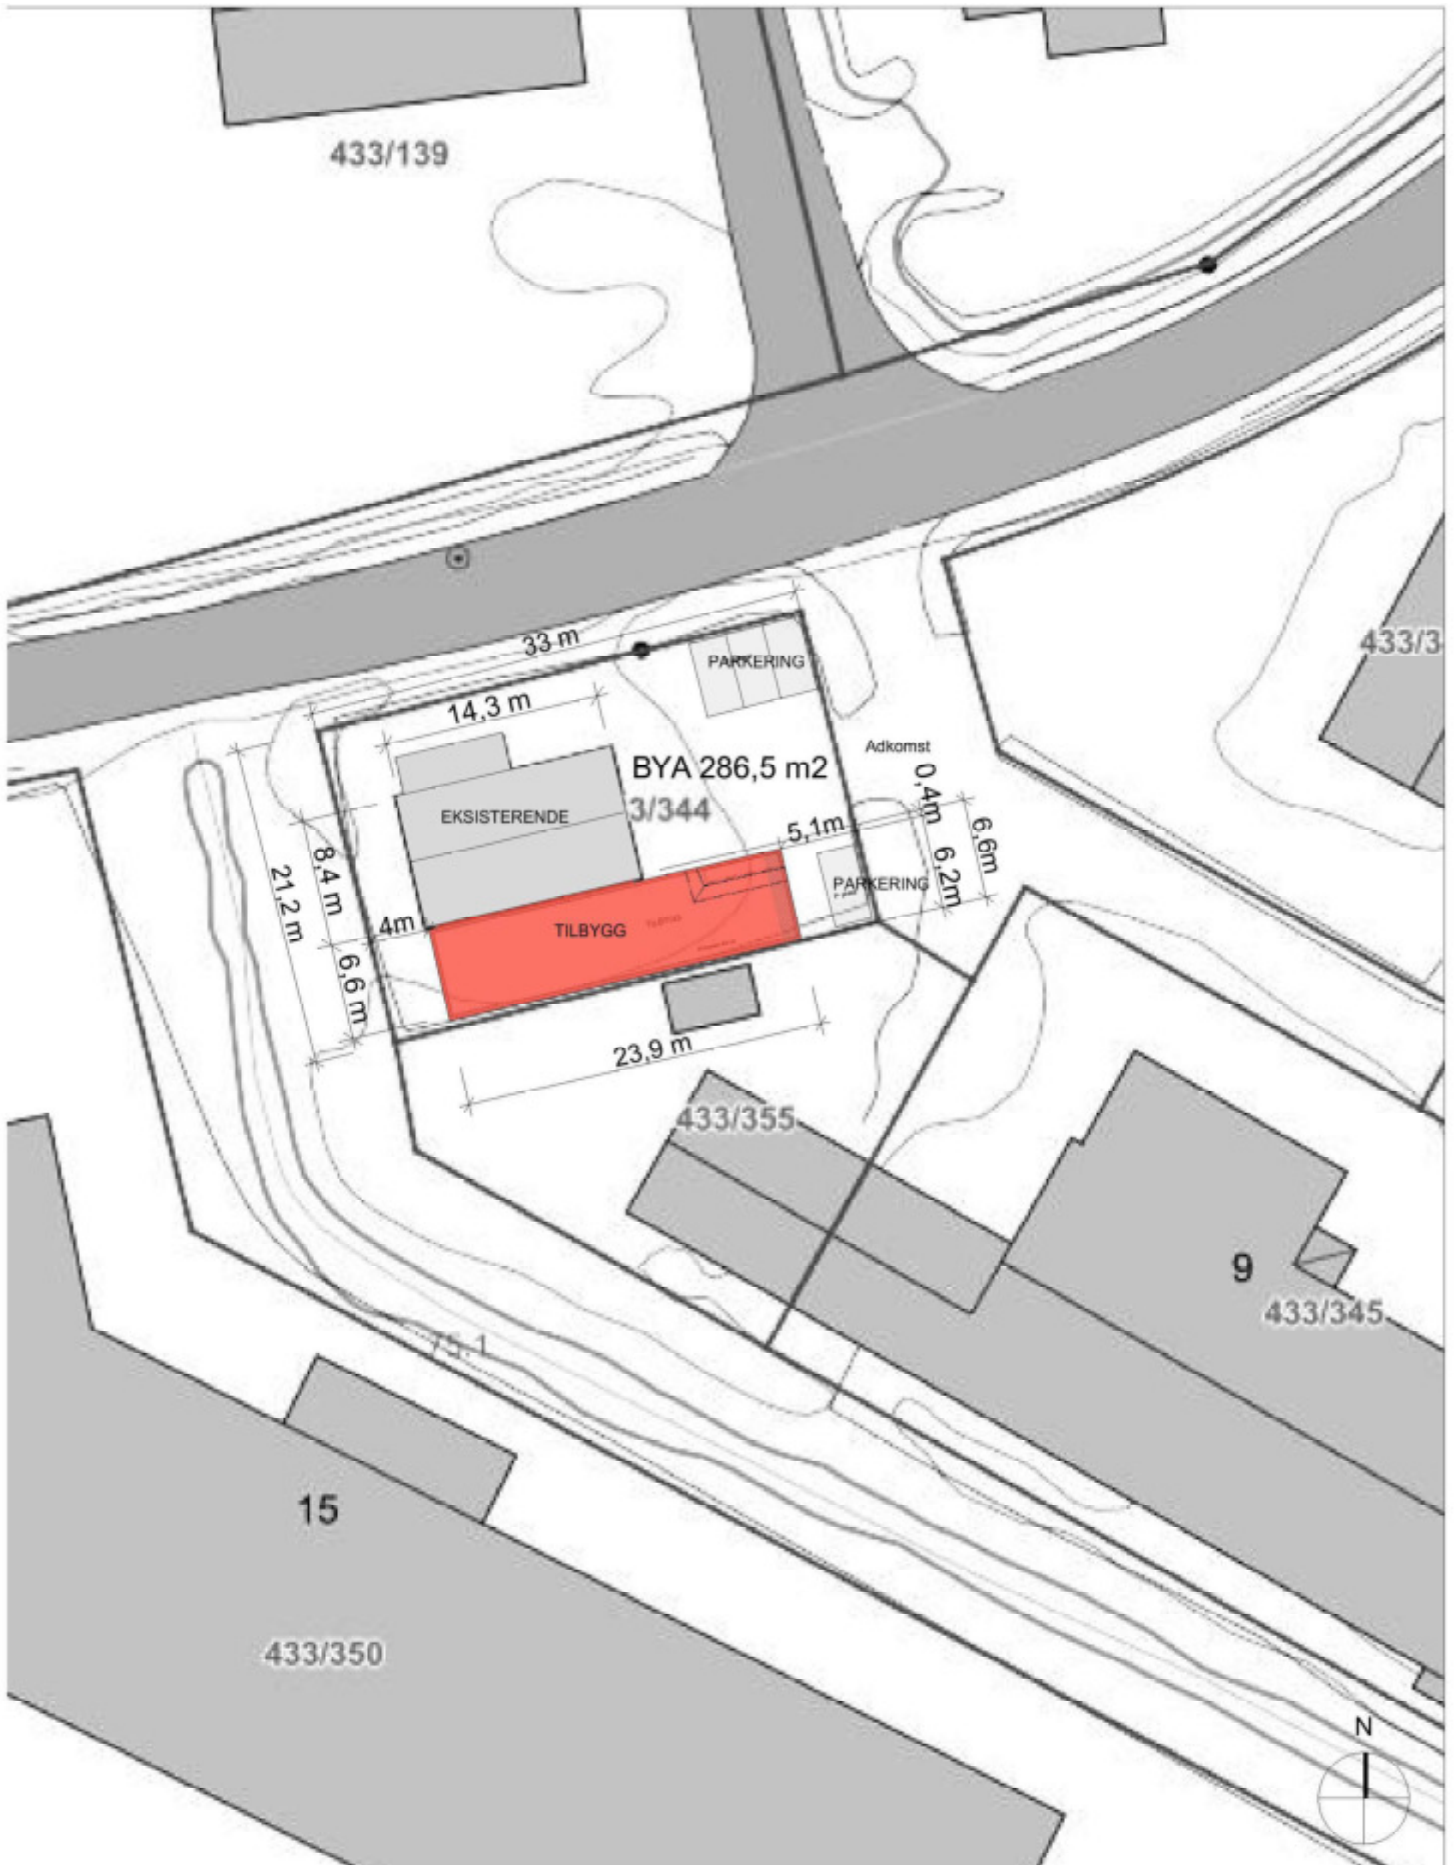 433/139
33 m
PARKERING
14,3 m
Adkomst
BYA 286,5 m2
3/344
EKSISTERENDE
0,4m
5,1m
6,6m
6,2m
PARKERING
8,4 m
21,2 m
4m
TILBYGG
6,6 m
23,9 m
433/3
433/355
9
433/345
75.1
15
433/350
N